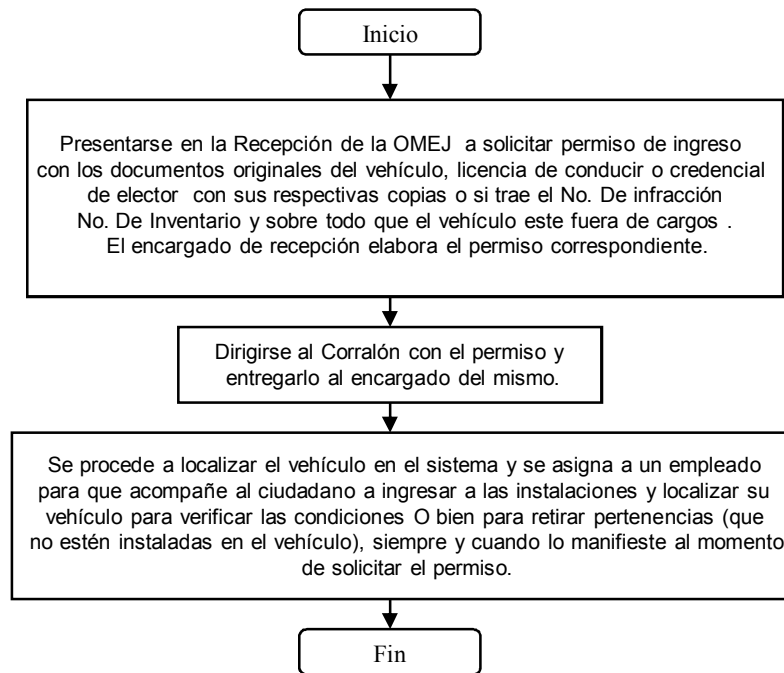 Inicio
Presentarse en la Recepción de la OMEJ a solicitar permiso de ingreso
con los documentos originales del vehículo, licencia de conducir o credencial
de elector con sus respectivas copias o si trae el No. De infracción
No. De Inventario y sobre todo que el vehículo este fuera de cargos .
El encargado de recepción elabora el permiso correspondiente.
Dirigirse al Corralón con el permiso y
entregarlo al encargado del mismo.
Se procede a localizar el vehículo en el sistema y se asigna a un empleado
para que acompañe al ciudadano a ingresar a las instalaciones y localizar su
vehículo para verificar las condiciones O bien para retirar pertenencias (que
no estén instaladas en el vehículo), siempre y cuando lo manifieste al momento
de solicitar el permiso.
Fin